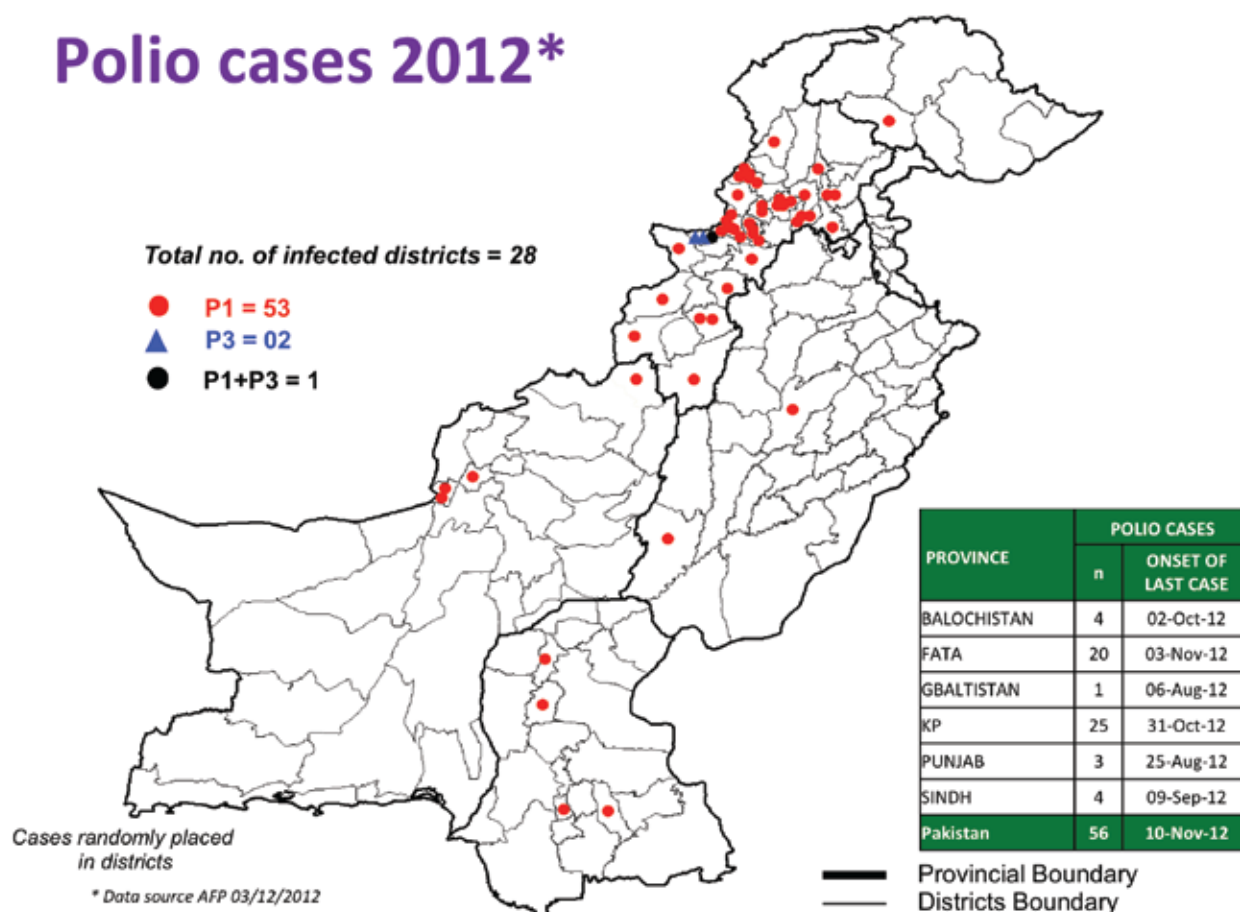 Polio cases 2012*
Total no. of infected districts = 28
P1 = 53
P3 = 02
P1+P3 = 1
PROVINCE
POLIO CASES
n
ONSET OF
LAST CASE
BALOCHISTAN 4 02-Oct-12
FATA 20 03-Nov-12
GBALTISTAN 1 06-Aug-12
KP 25 31-Oct-12
PUNJAB 3 25-Aug-12
SINDH 4 09-Sep-12
Pakistan 56 10-Nov-12
Cases randomly placed
in districts
* Data source AFP 03/12/2012
Provincial Boundary
Districts Boundary